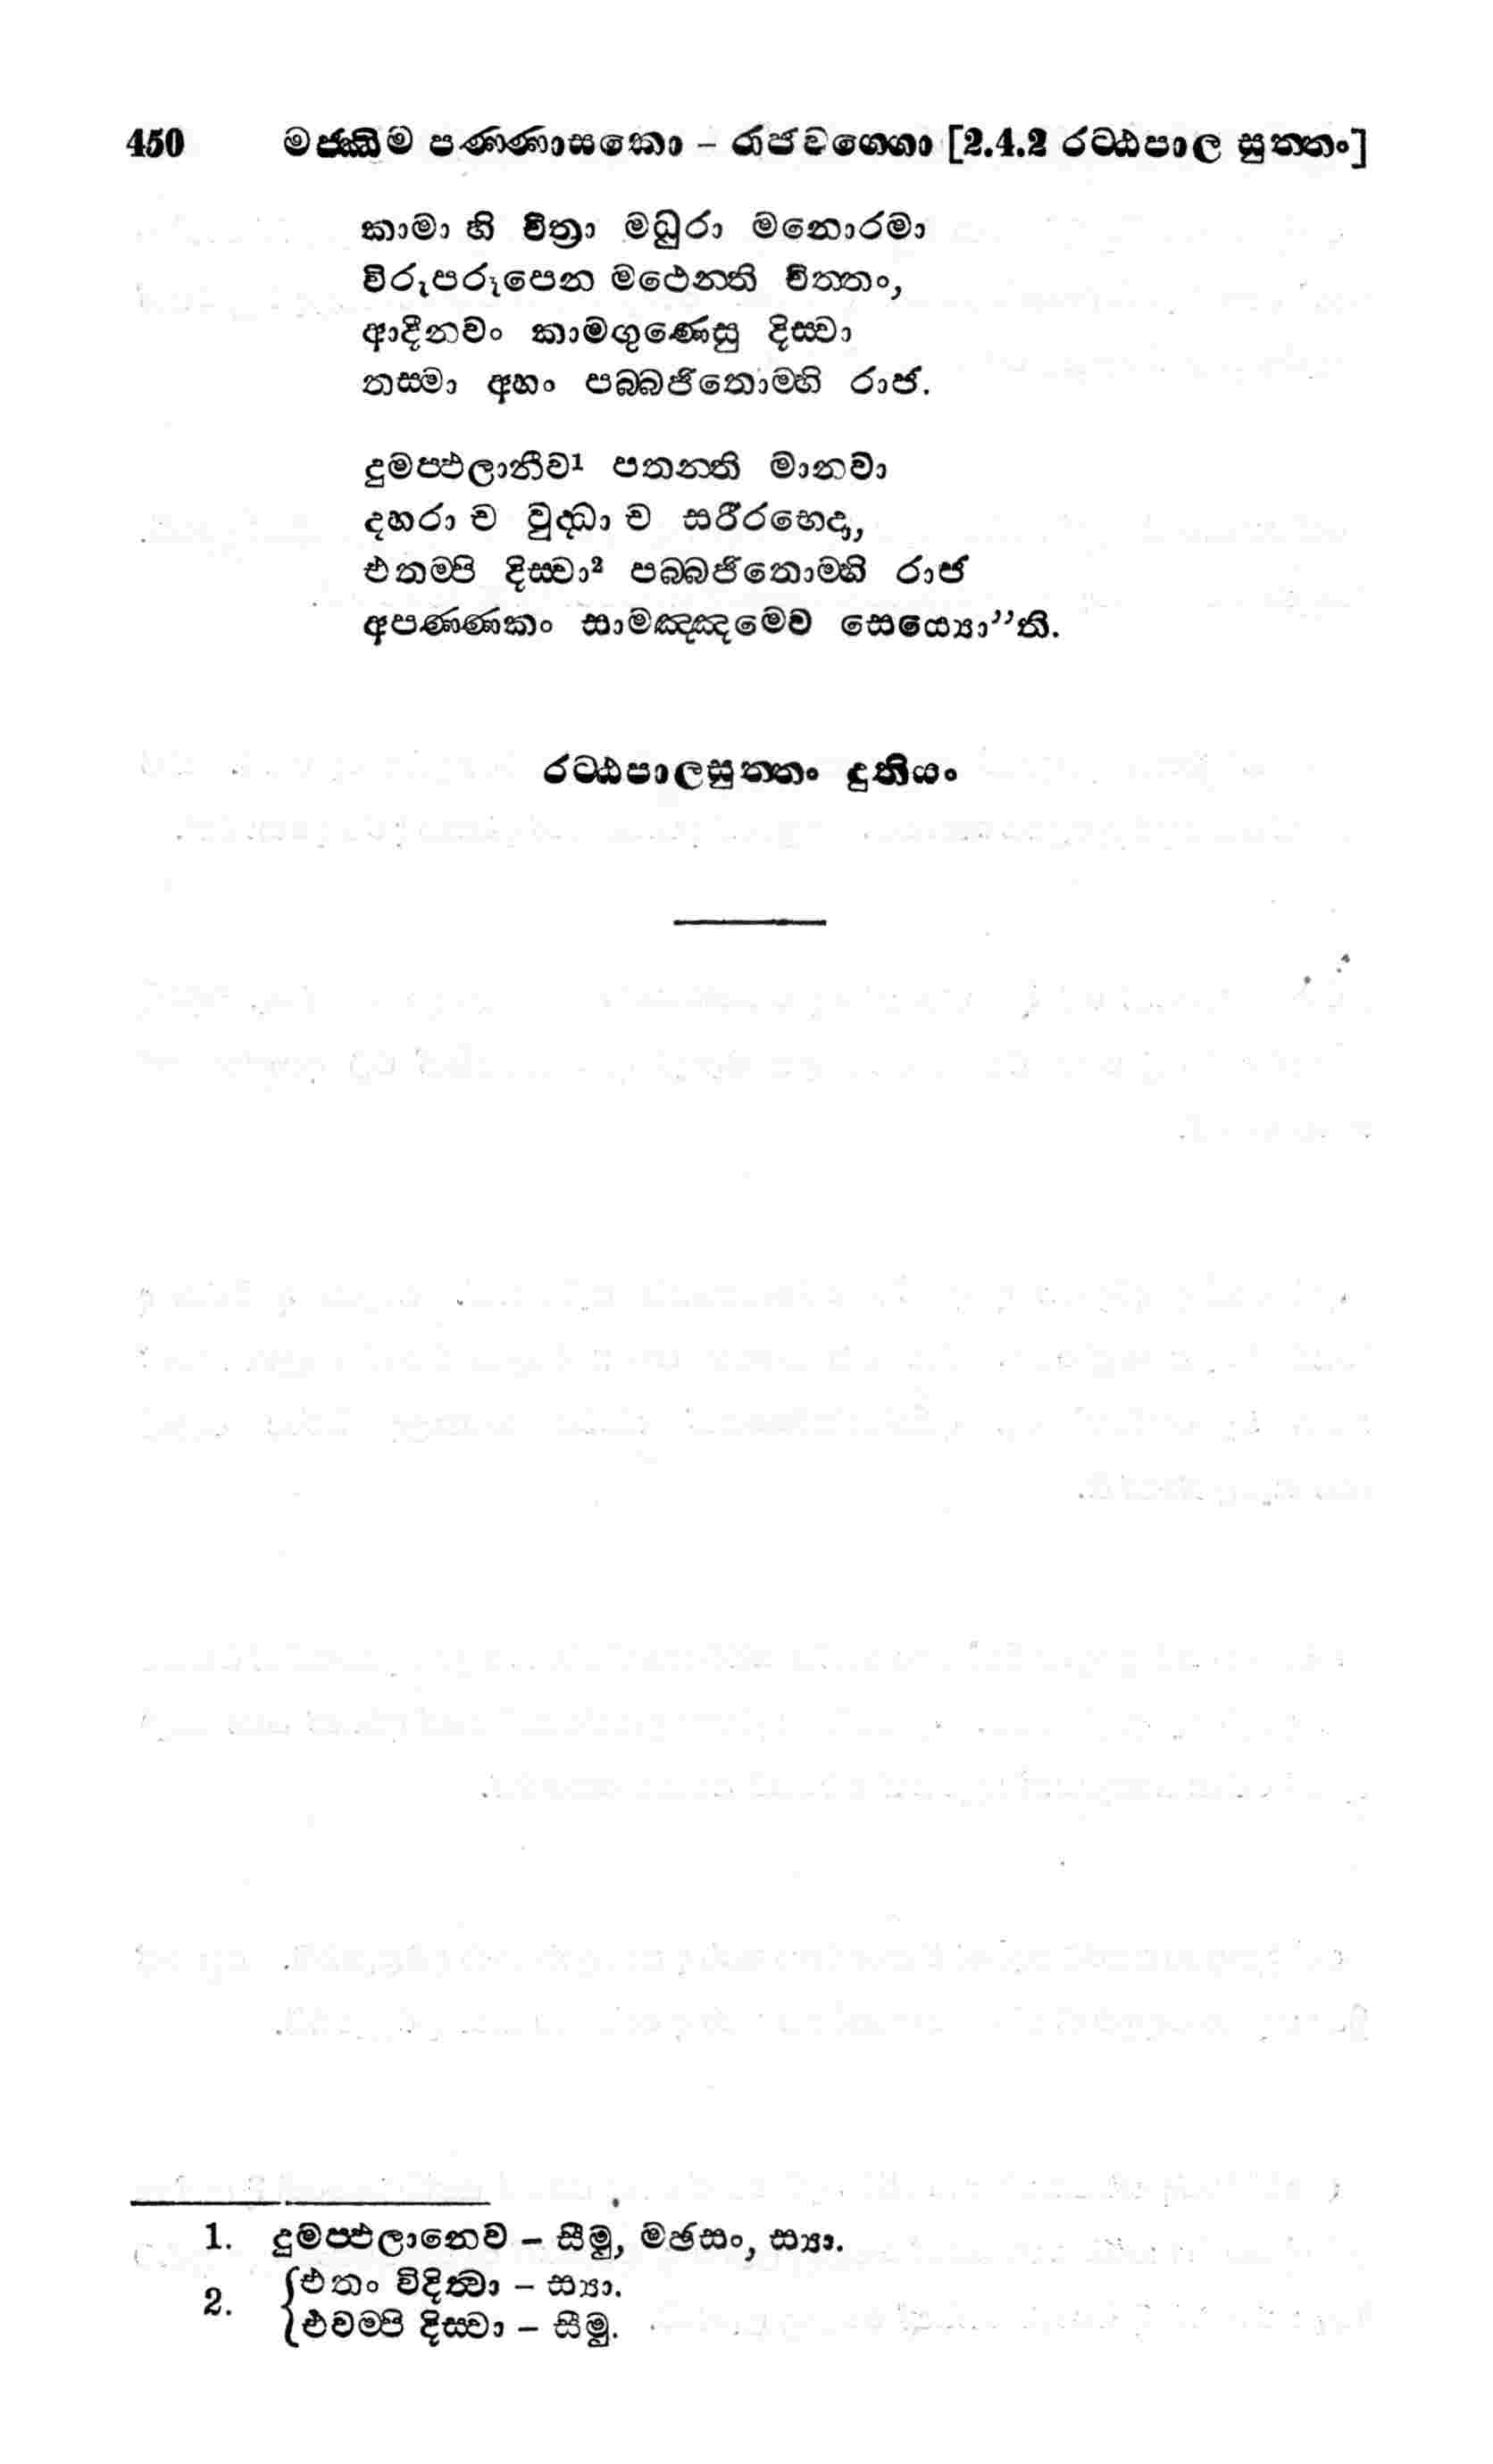 450 මජ්ඣිම පණ්ණාසකො – රාජවග්ගො [2.4.2 රට්ඨපාල සුත්තං]
කාමා හි චිත්‍රා මධුරා මනොරමා
විරූපරූපෙන මථෙන්ති චිත්තං,
ආදීනවං කාමගුණෙසු දිස්වා
තස්මා අහං පබ්බජිතොම්හි රාජ.
දුමප්ඵලානීව¹ පතන්ති මානවා
දහරා ච වුද්ධා ච සරීරභෙදා,
එතම්පි දිස්වා² පබ්බජිතොම්හි රාජ
අපණ්ණකං සාමඤ්ඤමෙව සෙය්‍යො”ති.
රට්ඨපාලසුත්තං දුතියං
1. දුමප්ඵලානෙව – සීමු, මඡසං, ස්‍යා.
2. {එතං විදිත්වා – ස්‍යා.
{එවම්පි දිස්වා – සීමු.